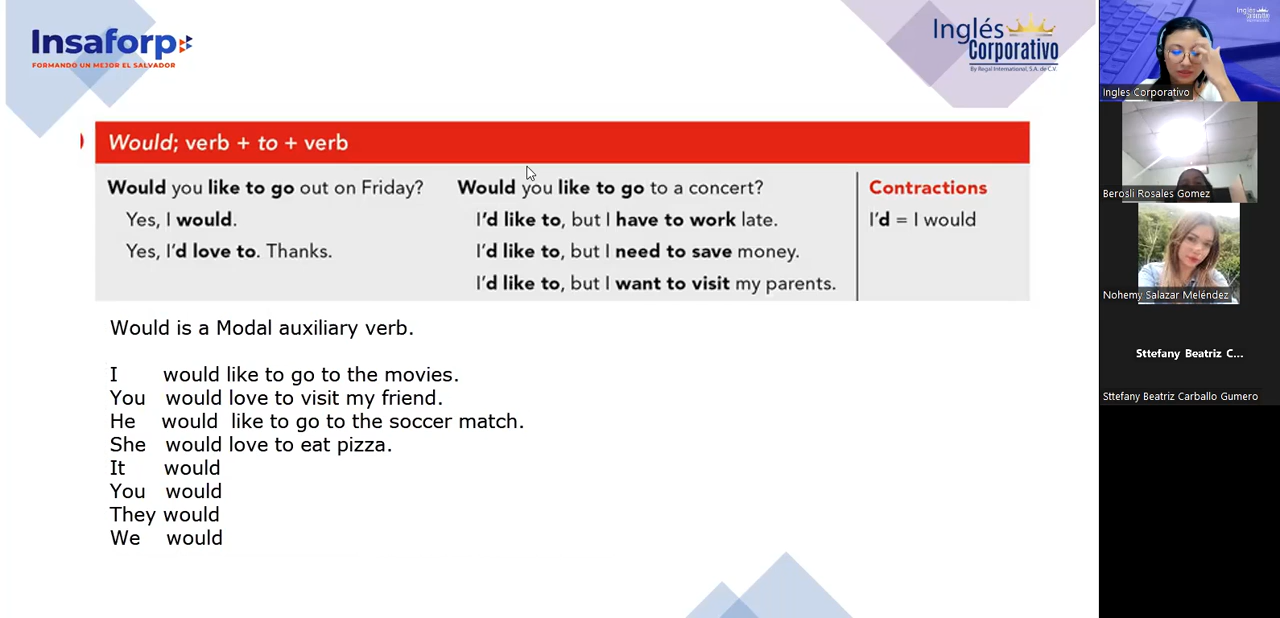 Insaforp
FORMANDO UN MEJOR EL SALVADOR
Inglés
Corporativo
By Regal International, S.A. de C.V.
Would; verb + to + verb
Would you like to go out on Friday?
Yes, I would.
Yes, I'd love to. Thanks.
Would you like to go to a concert?
I'd like to, but I have to work late.
I'd like to, but I need to save money.
I'd like to, but I want to visit my parents.
Contractions
I'd = I would
Would is a Modal auxiliary verb.
I would like to go to the movies.
You would love to visit my friend.
He would like to go to the soccer match.
She would love to eat pizza.
It would
You would
They would
We would
Ingles Corporativo
Berosli Rosales Gomez
Nohemy Salazar Meléndez
Sttefany Beatriz C...
Sttefany Beatriz Carballo Gumero